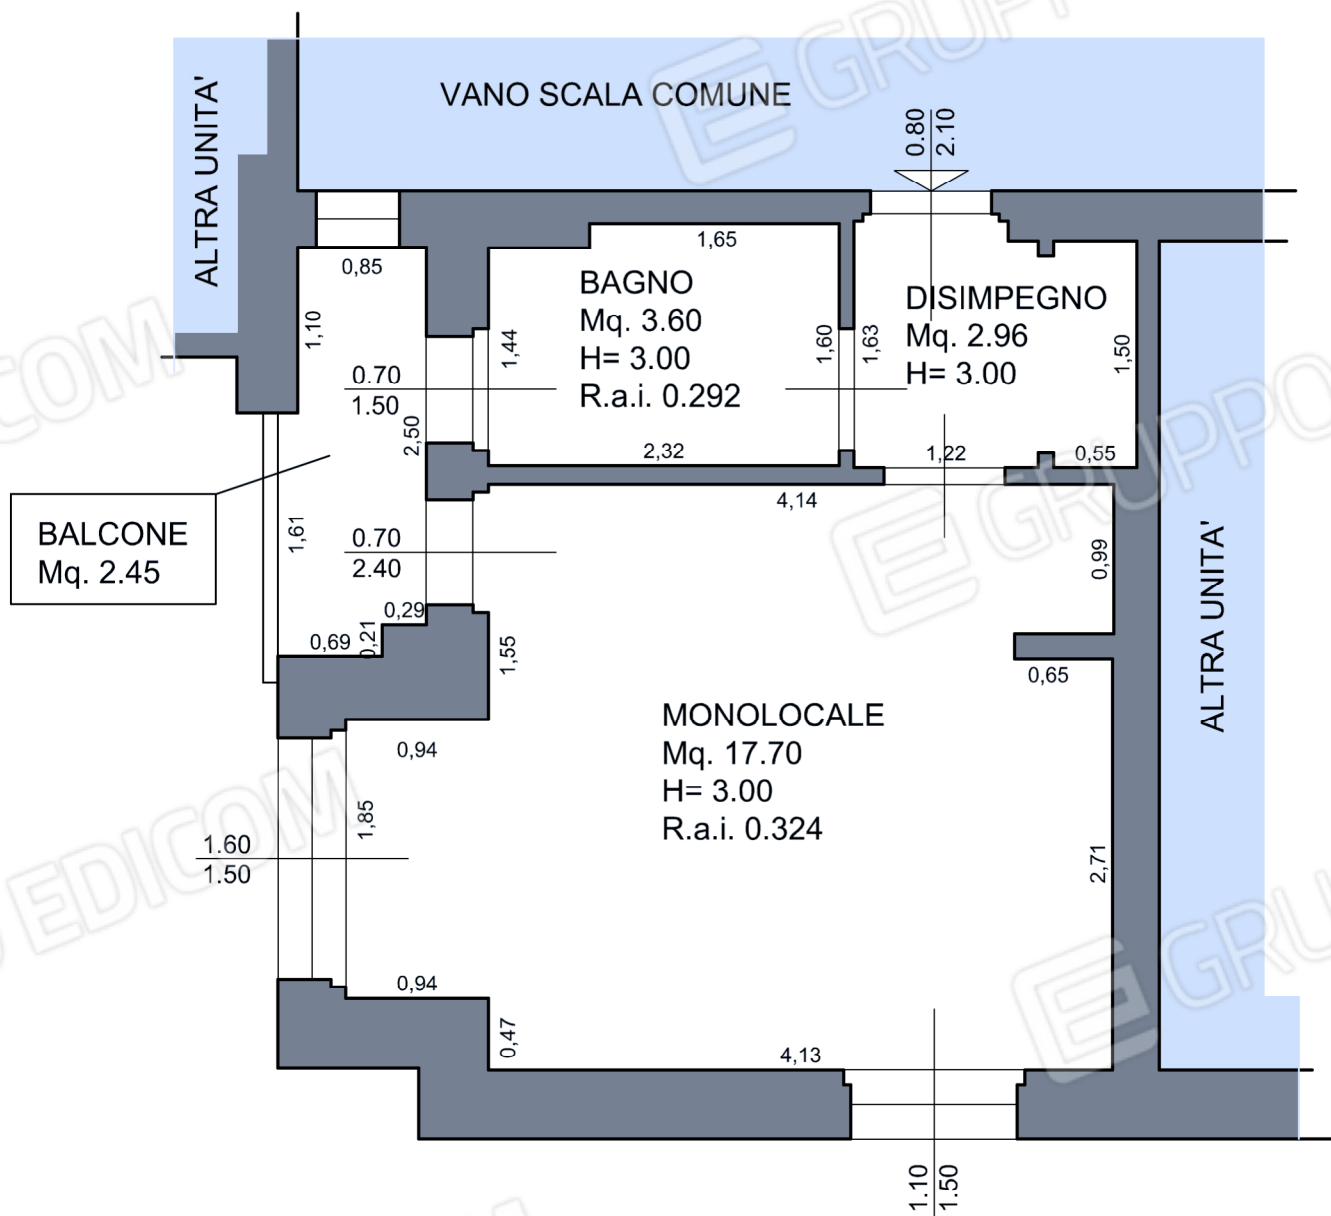 VANO SCALA COMUNE
ALTRA UNITA'
0.80
2.10
1,65
0,85
BAGNO
Mq. 3.60
H= 3.00
R.a.i. 0.292
DISIMPEGNO
Mq. 2.96
H= 3.00
1,10
1,44
1,60
1,63
1,50
0.70
1.50
2,50
2,32
1,22
0,55
4,14
BALCONE
Mq. 2.45
1,61
0.70
2.40
0,99
ALTRA UNITA'
0,29
0,21
0,69
1,55
0,65
MONOLOCALE
Mq. 17.70
H= 3.00
R.a.i. 0.324
0,94
1,85
1.60
1.50
2,71
0,94
0,47
4,13
1.10
1.50
GRUPPO
EDICOM
GRUPPO
EDICOM